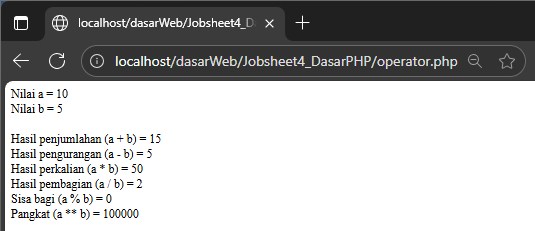 localhost/dasarWeb/Jobsheet4_D
localhost/dasarWeb/Jobsheet4_DasarPHP/operator.php
Nilai a = 10
Nilai b = 5
Hasil penjumlahan (a + b) = 15
Hasil pengurangan (a - b) = 5
Hasil perkalian (a * b) = 50
Hasil pembagian (a / b) = 2
Sisa bagi (a % b) = 0
Pangkat (a ** b) = 100000